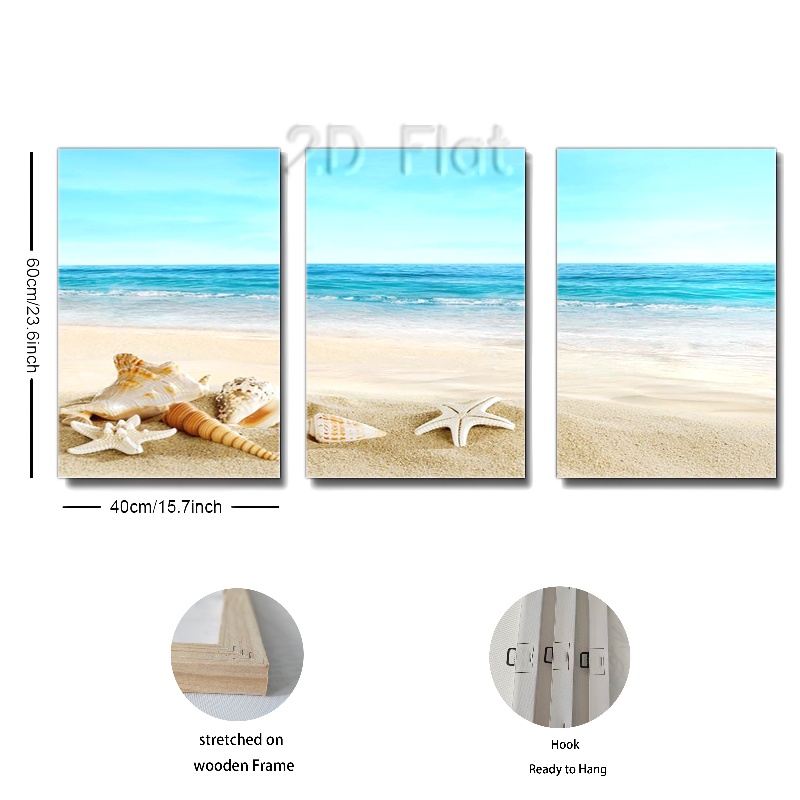 2D Flat
60cm/23.6inch
40cm/15.7inch
stretched on
wooden Frame
Hook
Ready to Hang